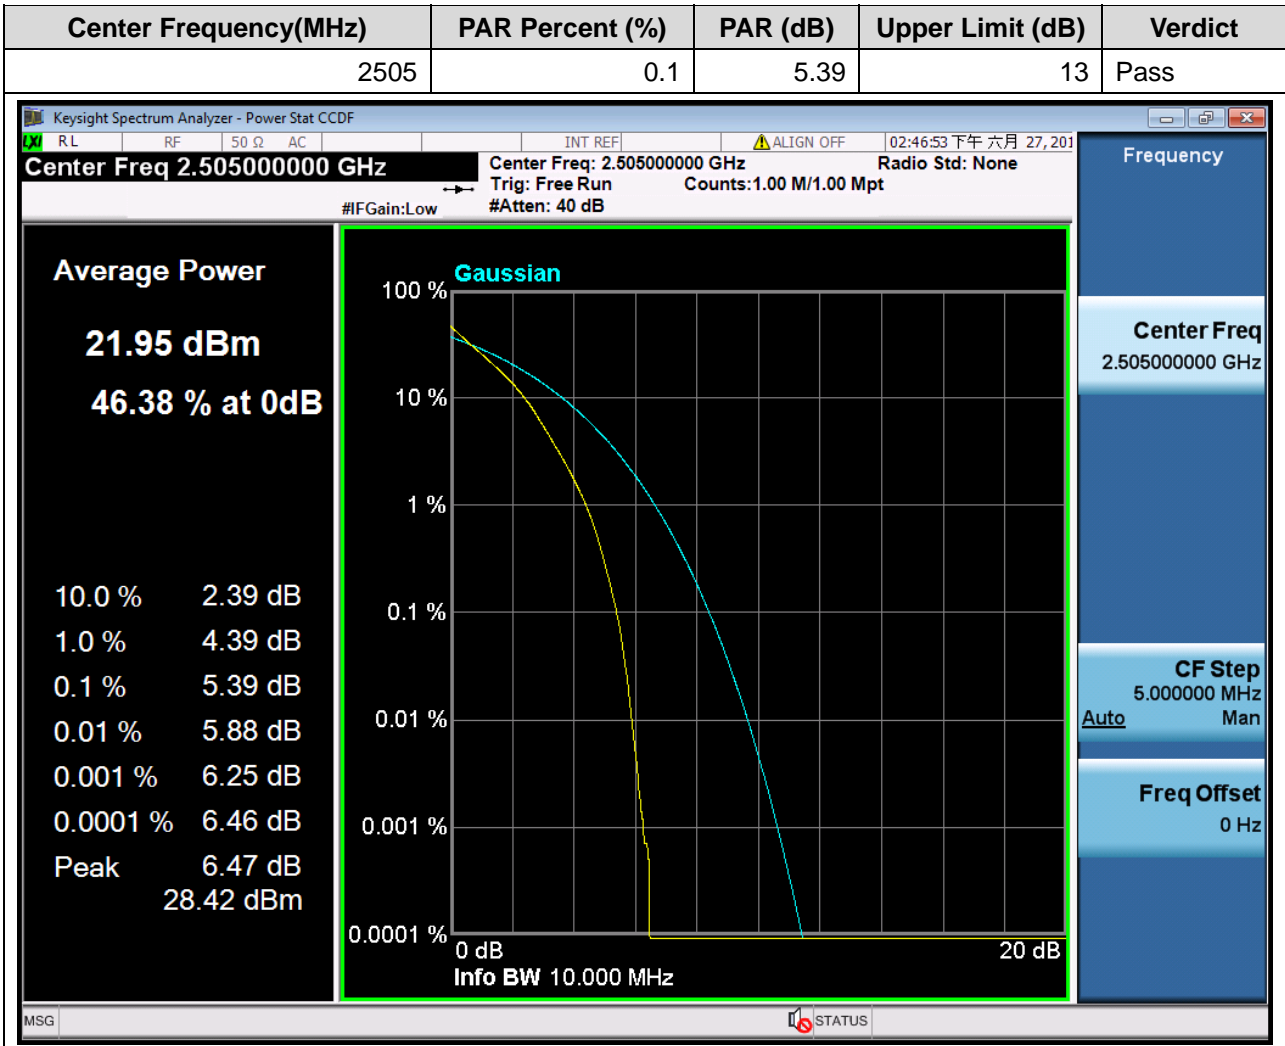 Center Frequency(MHz) PAR Percent (%) PAR (dB) Upper Limit (dB) Verdict
2505 0.1 5.39 13 Pass
Keysight Spectrum Analyzer - Power Stat CCDF
LXI RL RF 50 Ω AC INT REF ALIGN OFF 02:46:53 下午 六月 27, 201
Center Freq 2.505000000 GHz
#IFGain:Low
Center Freq: 2.505000000 GHz Radio Std: None
Trig: Free Run Counts:1.00 M/1.00 Mpt
#Atten: 40 dB
Average Power
21.95 dBm
46.38 % at 0dB
10.0 % 2.39 dB
1.0 % 4.39 dB
0.1 % 5.39 dB
0.01 % 5.88 dB
0.001 % 6.25 dB
0.0001 % 6.46 dB
Peak 6.47 dB
28.42 dBm
Gaussian
100 %
10 %
1 %
0.1 %
0.01 %
0.001 %
0.0001 %
0 dB 20 dB
Info BW 10.000 MHz
Frequency
Center Freq
2.505000000 GHz
CF Step
5.000000 MHz
Auto Man
Freq Offset
0 Hz
MSG STATUS